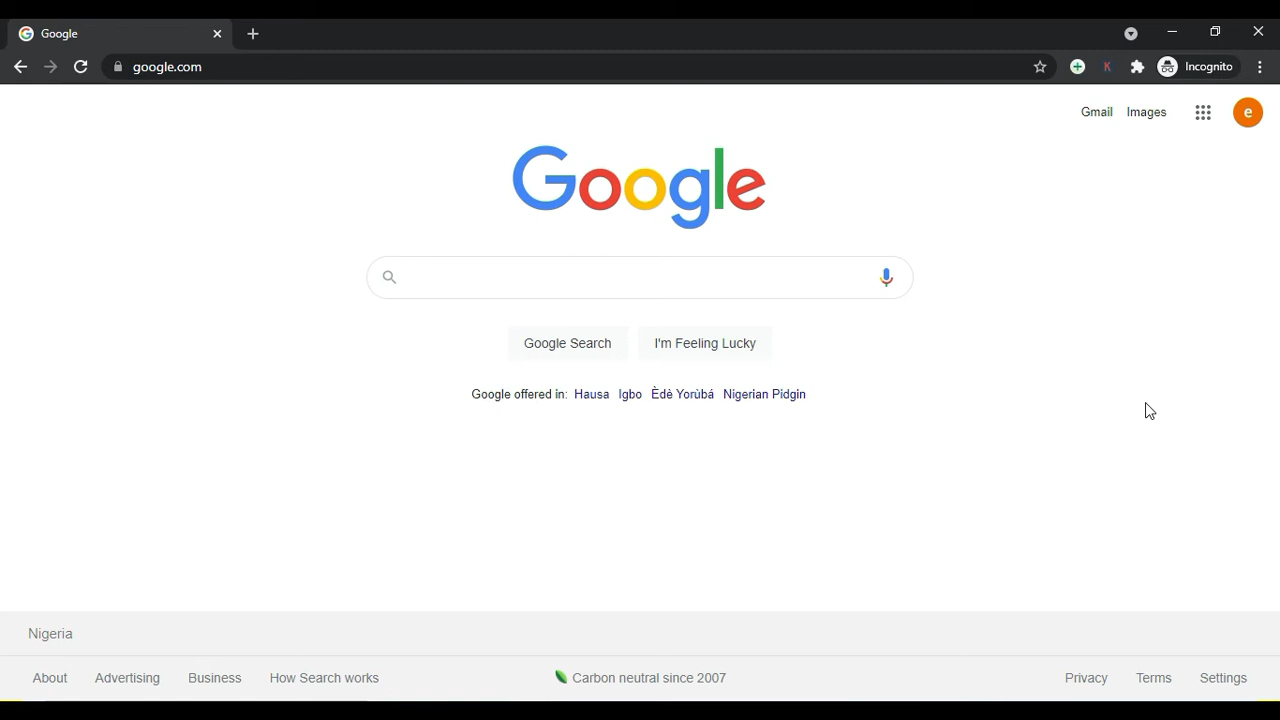 Google
google.com
K
Incognito
Gmail Images
e
Google
Google Search I'm Feeling Lucky
Google offered in: Hausa Igbo Èdè Yorùbá Nigerian Pidgin
Nigeria
About Advertising Business How Search works Carbon neutral since 2007 Privacy Terms Settings